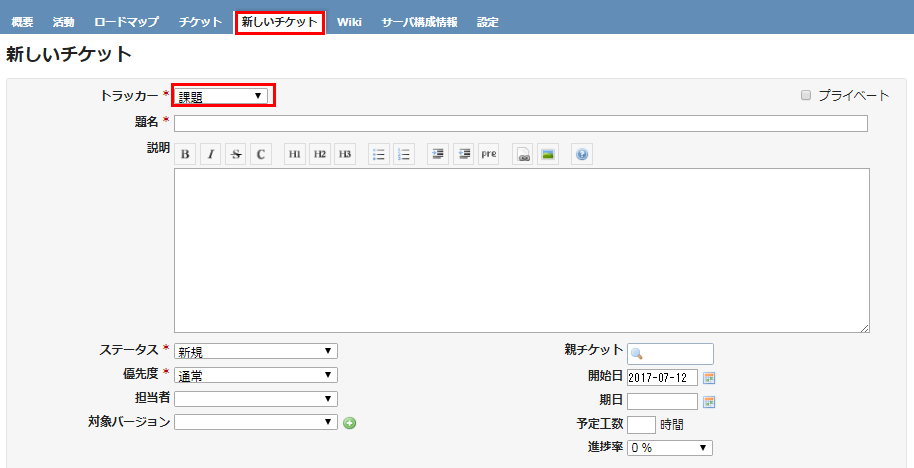 概要 活動 ロードマップ チケット 新しいチケット Wiki サーバ構成情報 設定
新しいチケット
トラッカー * 課題 プライベート
題名 *
説明 B I S C H1 H2 H3 pre
ステータス * 新規 親チケット
優先度 * 通常 開始日 2017-07-12
担当者 期日
対象バージョン 予定工数 時間
進捗率 0 %